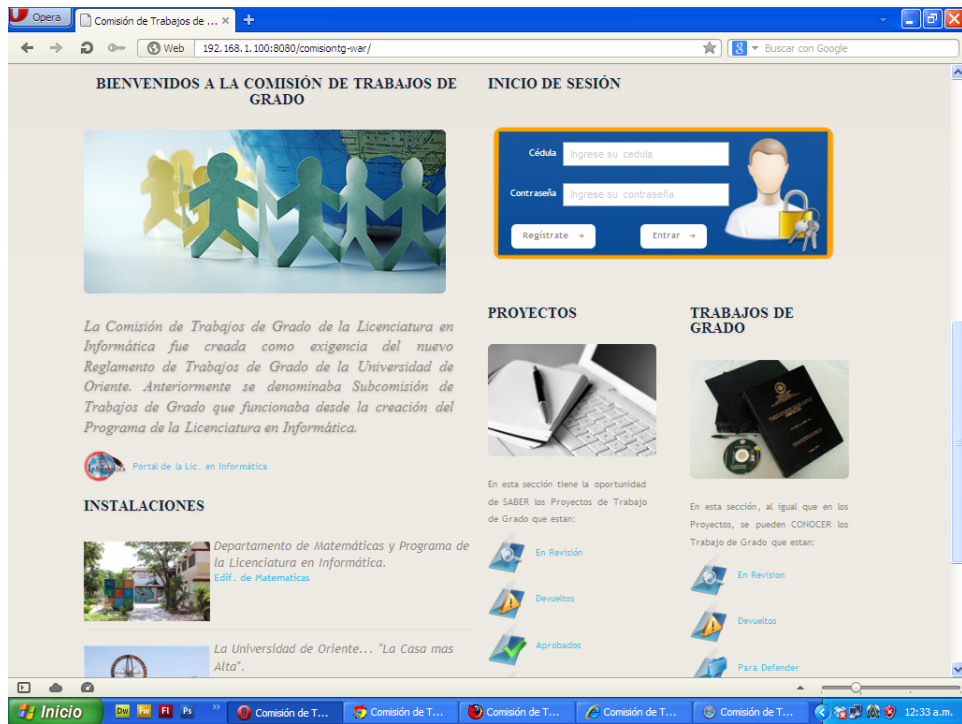 Opera
Comisión de Trabajos de ...
Web
192.168.1.100:8080/comisiontg-war/
Buscar con Google
BIENVENIDOS A LA COMISIÓN DE TRABAJOS DE
GRADO
INICIO DE SESIÓN
Cédula
Ingrese su cedula
Contraseña
Ingrese su contraseña
Regístrate
Entrar
La Comisión de Trabajos de Grado de la Licenciatura en
Informática fue creada como exigencia del nuevo
Reglamento de Trabajos de Grado de la Universidad de
Oriente. Anteriormente se denominaba Subcomisión de
Trabajos de Grado que funcionaba desde la creación del
Programa de la Licenciatura en Informática.
Portal de la Lic. en Informática
INSTALACIONES
Departamento de Matemáticas y Programa de
la Licenciatura en Informática.
Edif. de Matematicas
La Universidad de Oriente... "La Casa mas
Alta".
PROYECTOS
En esta sección tiene la oportunidad
de SABER los Proyectos de Trabajo
de Grado que estan:
En Revisión
Devueltos
Aprobados
TRABAJOS DE
GRADO
En esta sección, al igual que en los
Proyectos, se pueden CONOCER los
Trabajo de Grado que estan:
En Revision
Devueltos
Para Defender
Inicio
Dw
Fw
Fl
Ps
Comisión de T...
Comisión de T...
Comisión de T...
Comisión de T...
Comisión de T...
12:33 a.m.